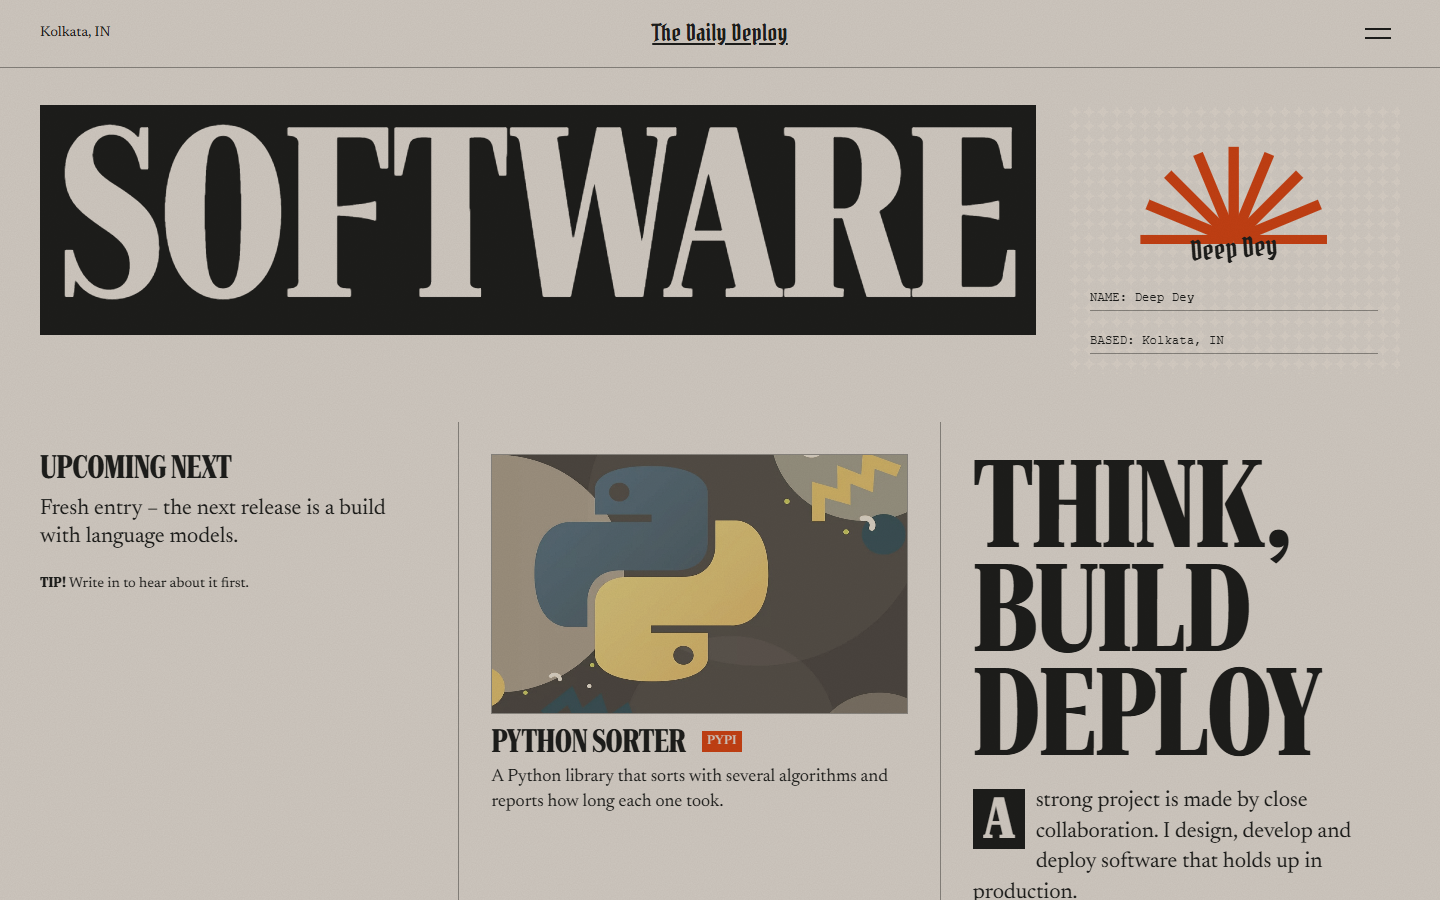 Kolkata, IN
The Daily Deploy
SOFTWARE
Deep Dey
NAME: Deep Dey
BASED: Kolkata, IN
UPCOMING NEXT
Fresh entry – the next release is a build
with language models.
TIP! Write in to hear about it first.
PYTHON SORTER PYPI
A Python library that sorts with several algorithms and
reports how long each one took.
THINK,
BUILD
DEPLOY
A strong project is made by close
collaboration. I design, develop and
deploy software that holds up in
production.